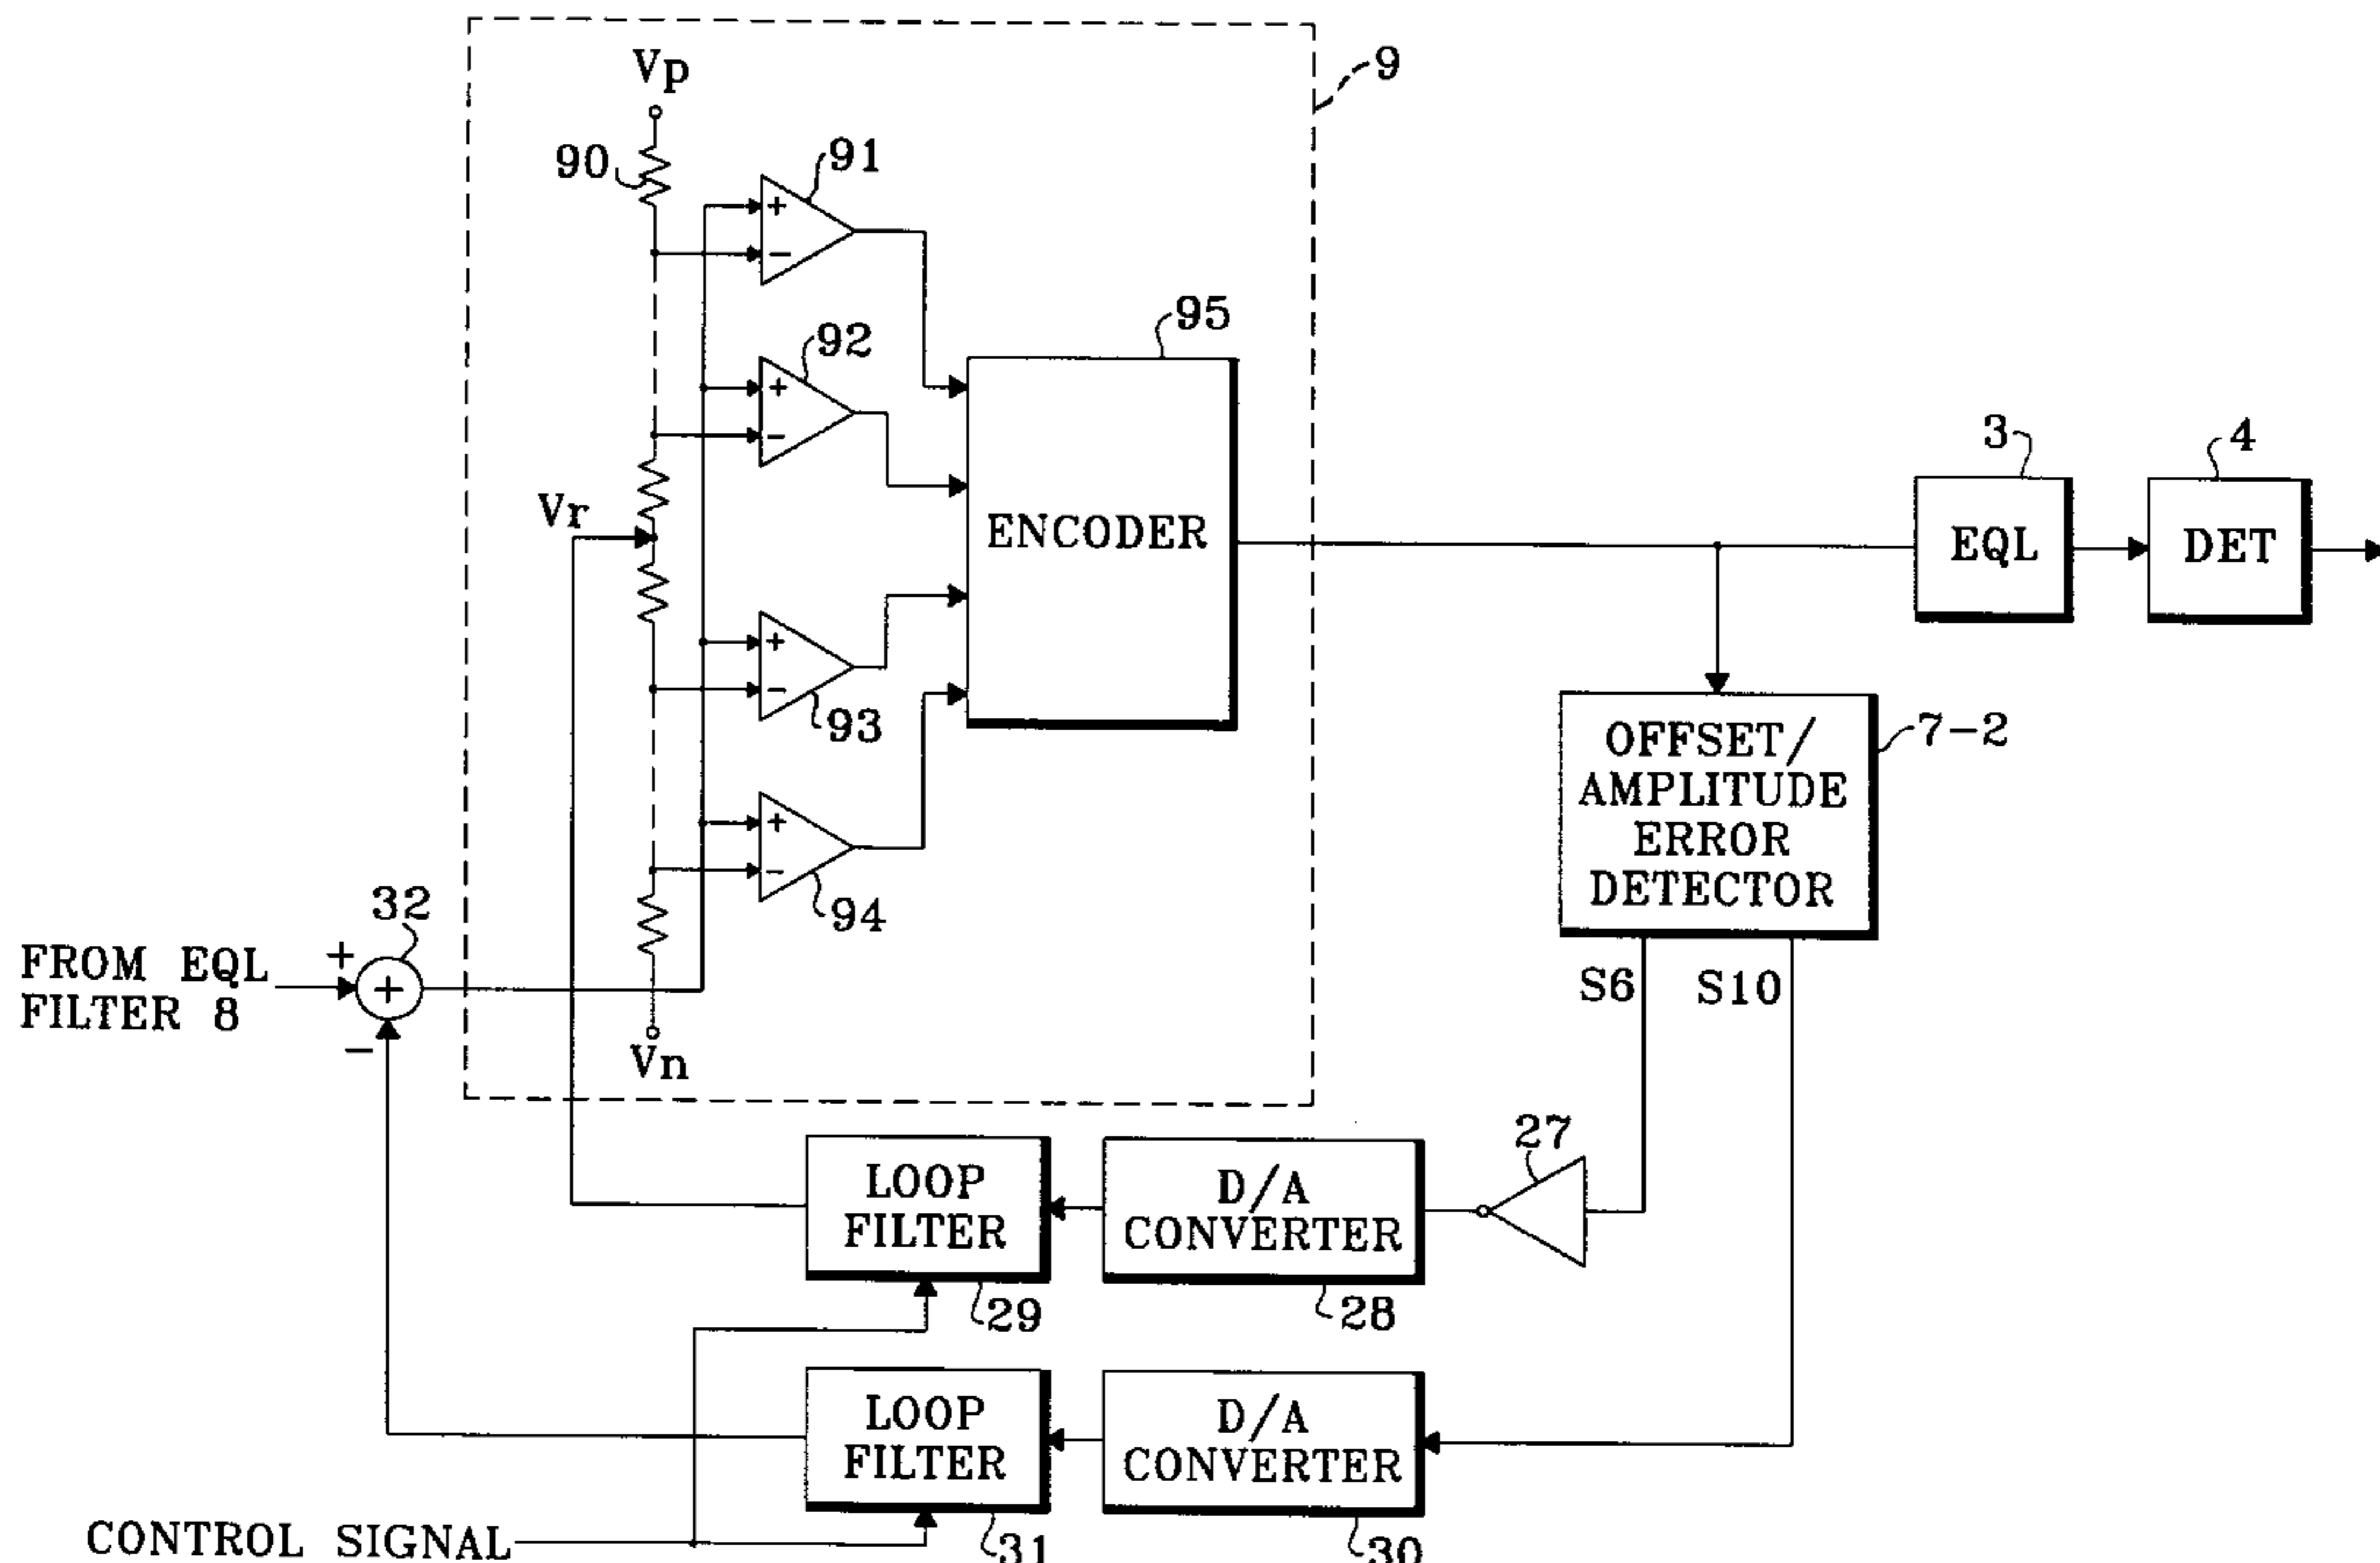 Vp
9
90
91
+
−
92
+
−
95
Vr
ENCODER
3
4
EQL
DET
+
−
93
OFFSET/
AMPLITUDE
ERROR
DETECTOR
7-2
+
−
94
32
FROM EQL
FILTER 8
+
+
−
S6
S10
Vn
27
LOOP
FILTER
D/A
CONVERTER
29
28
LOOP
FILTER
D/A
CONVERTER
CONTROL SIGNAL
31
30